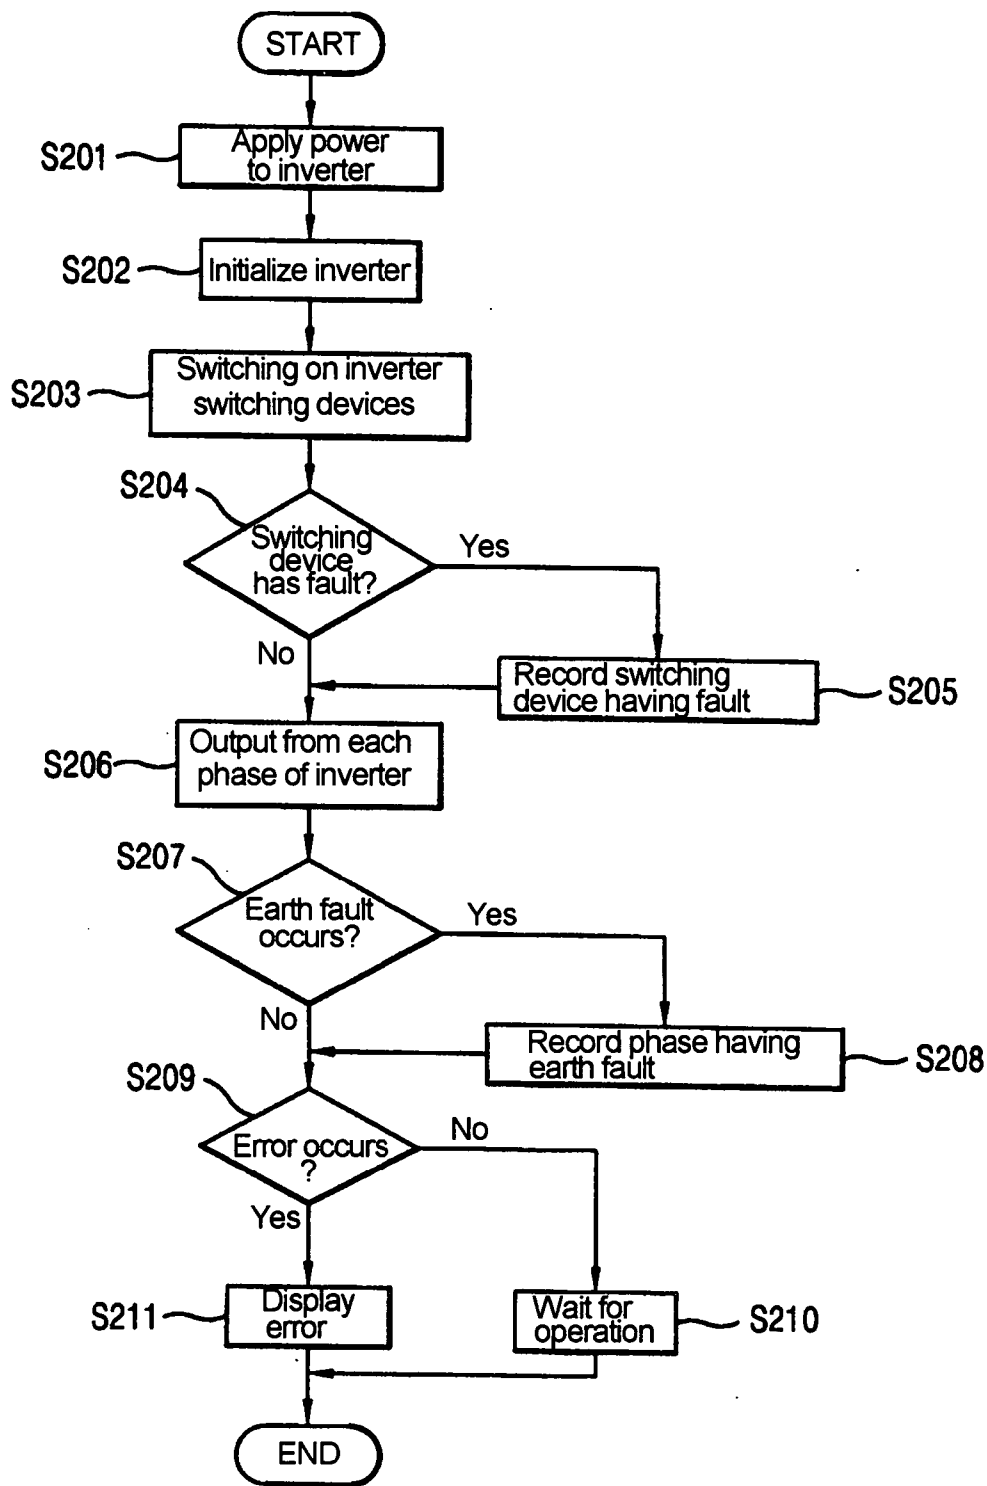 START
S201
Apply power
to inverter
S202
Initialize inverter
S203
Switching on inverter
switching devices
S204
Switching
device
has fault?
Yes
No
Record switching
device having fault
S205
S206
Output from each
phase of inverter
S207
Earth fault
occurs?
Yes
No
Record phase having
earth fault
S208
S209
Error occurs
?
No
Yes
S211
Display
error
Wait for
operation
S210
END